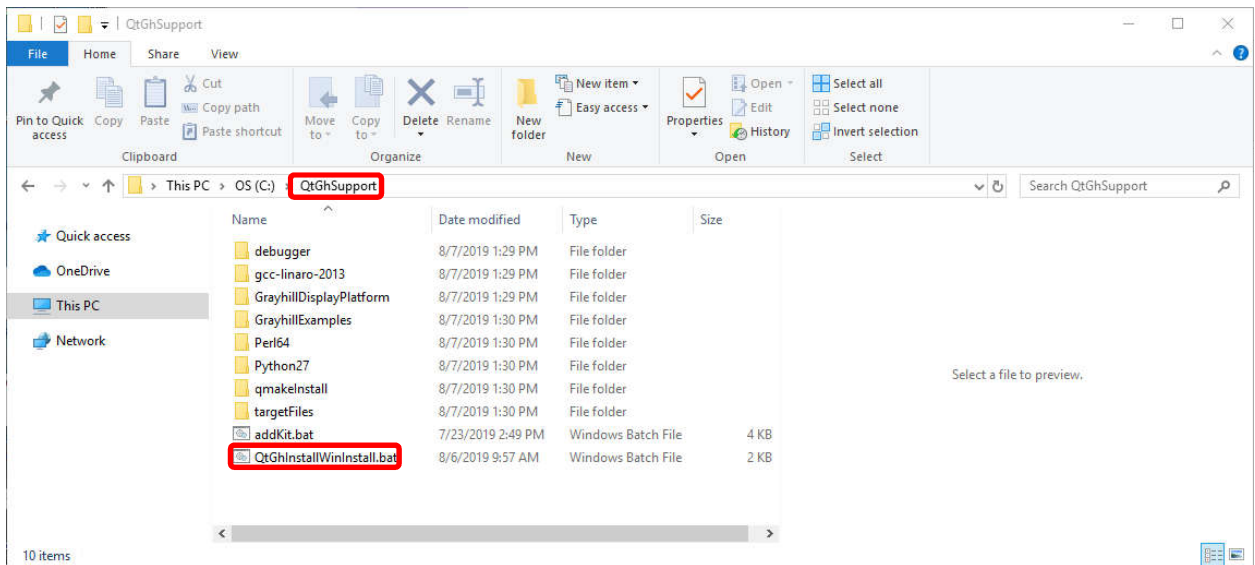 QtGhSupport
File Home Share View
Pin to Quick access
Copy
Paste
Cut
Copy path
Paste shortcut
Clipboard
Move to
Copy to
Delete
Rename
Organize
New folder
New item
Easy access
New
Properties
Open
Edit
History
Open
Select all
Select none
Invert selection
Select
This PC > OS (C:) > QtGhSupport
Search QtGhSupport
Quick access
OneDrive
This PC
Network
Name Date modified Type Size
debugger 8/7/2019 1:29 PM File folder
gcc-linaro-2013 8/7/2019 1:29 PM File folder
GrayhillDisplayPlatform 8/7/2019 1:29 PM File folder
GrayhillExamples 8/7/2019 1:30 PM File folder
Perl64 8/7/2019 1:30 PM File folder
Python27 8/7/2019 1:30 PM File folder
qmakeInstall 8/7/2019 1:30 PM File folder
targetFiles 8/7/2019 1:30 PM File folder
addKit.bat 7/23/2019 2:49 PM Windows Batch File 4 KB
QtGhInstallWinInstall.bat 8/6/2019 9:57 AM Windows Batch File 2 KB
Select a file to preview.
10 items